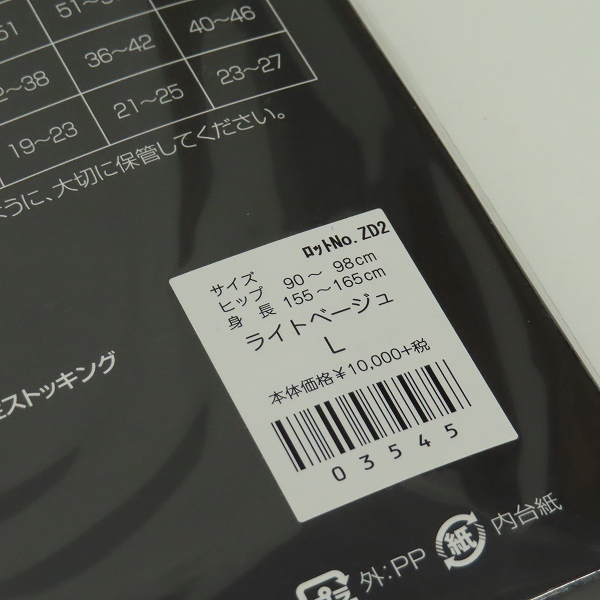 51
40～46
36～42
23～27
21～25
19～23
ように、大切に保管してください。
ロットNo. ZD2
サイズ
ヒップ 90～ 98cm
身 長 155～165cm
ライトベージュ
L
本体価格¥10,000+税
03545
ストッキング
外:PP
紙
内台紙
プラ